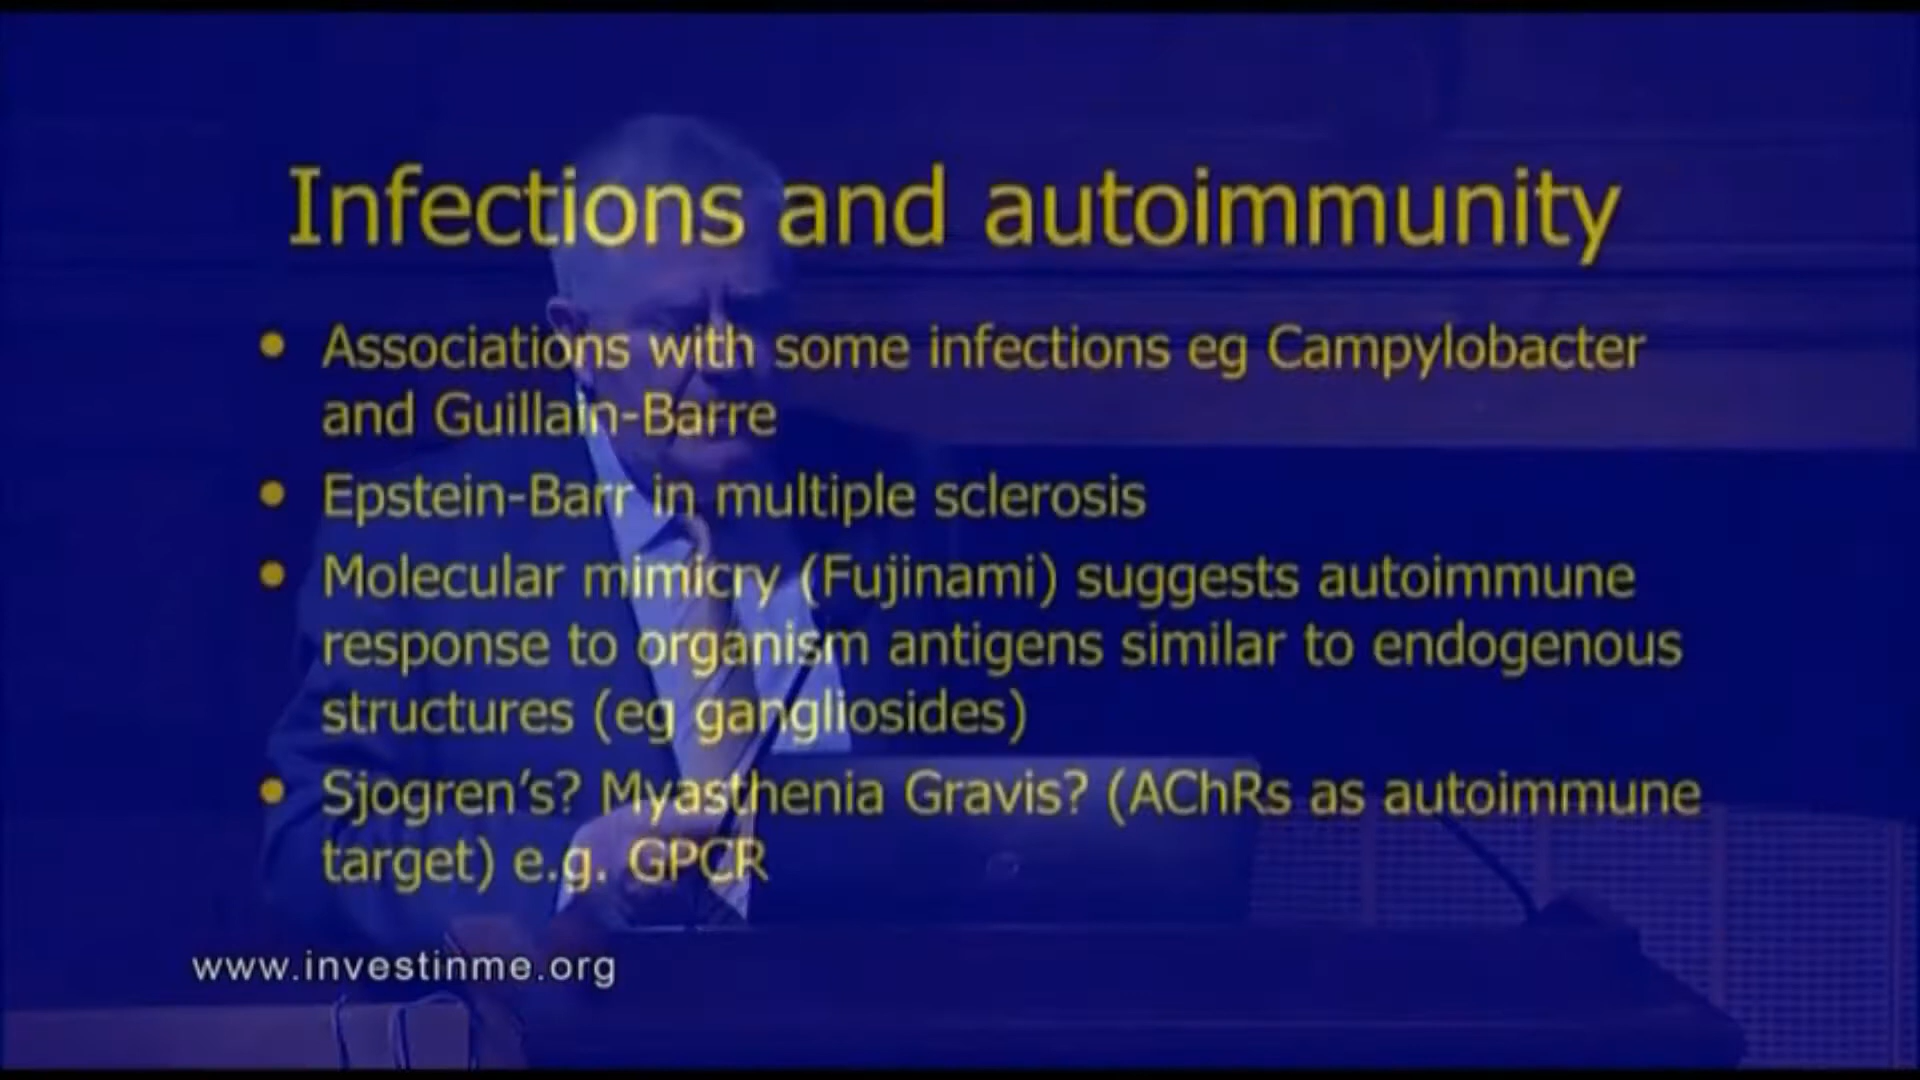 Infections and autoimmunity
• Associations with some infections eg Campylobacter
and Guillain-Barre
• Epstein-Barr in multiple sclerosis
• Molecular mimicry (Fujinami) suggests autoimmune
response to organism antigens similar to endogenous
structures (eg gangliosides)
• Sjogren’s? Myasthenia Gravis? (AChRs as autoimmune
target) e.g. GPCR
www.investinme.org